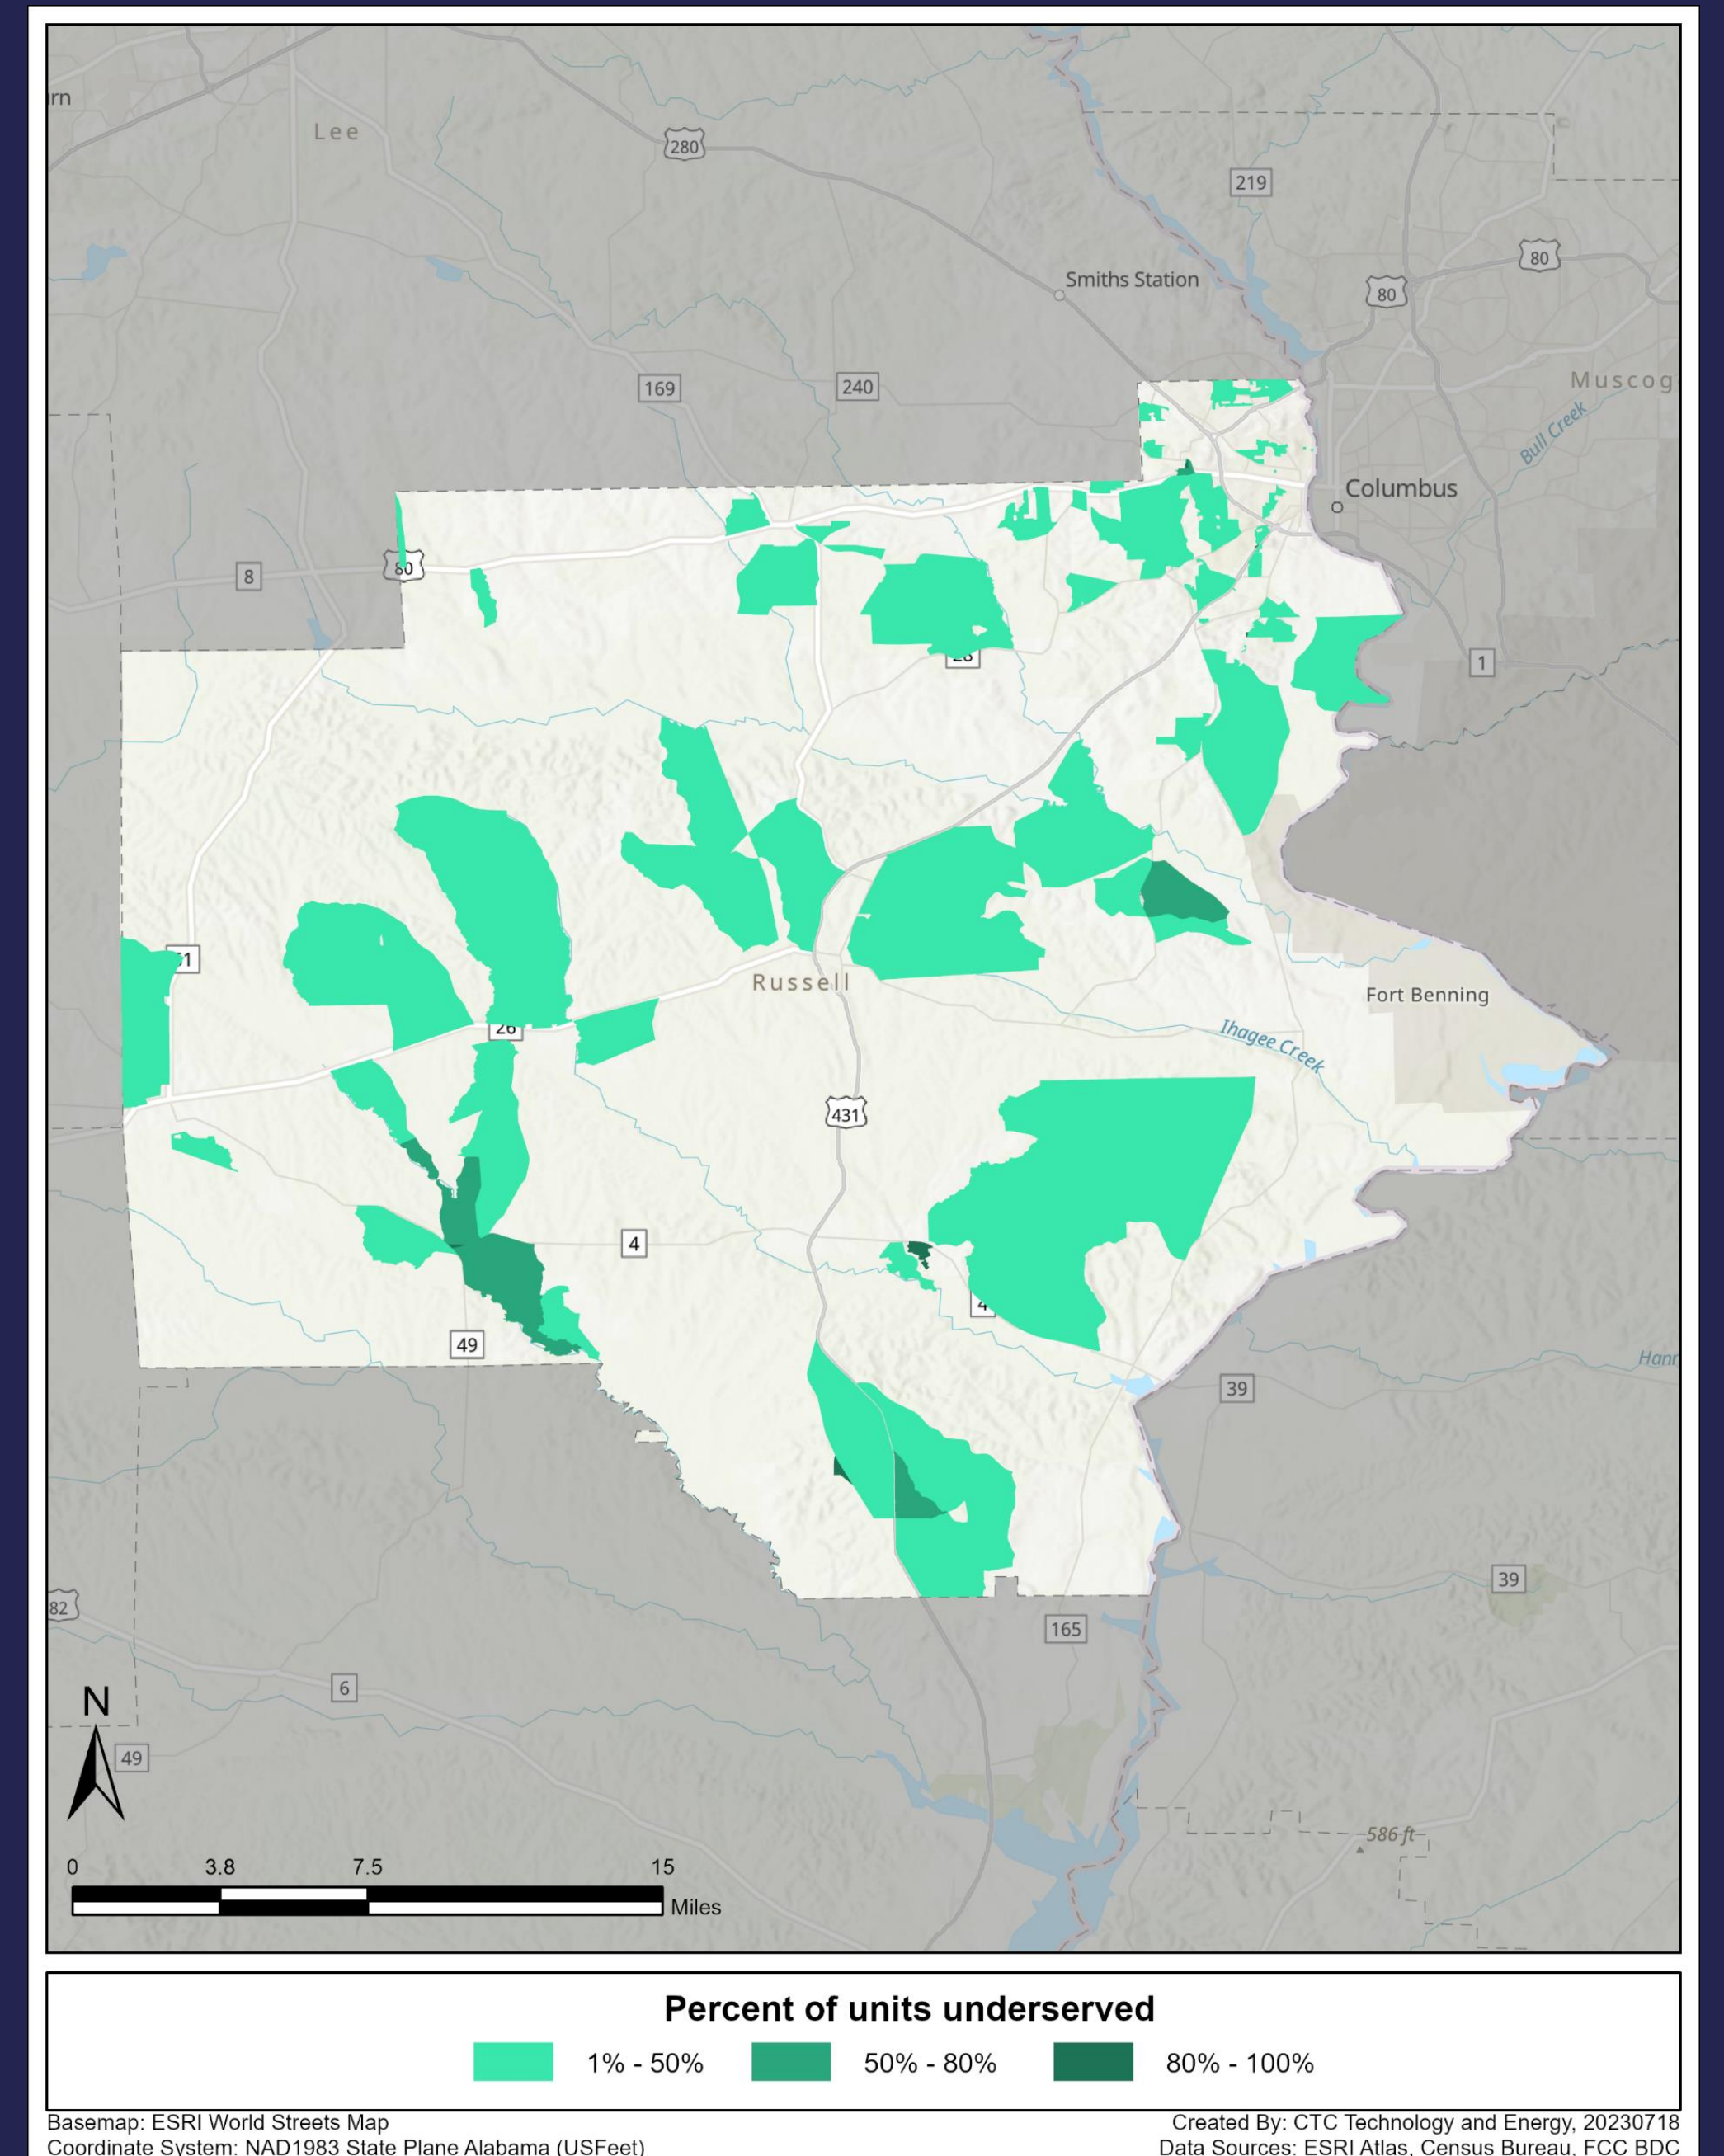 Lee
280
219
80
80
Smiths Station
169
240
Muscog
Bull Creek
Columbus
80
8
1
Russell
Fort Benning
26
Ihagee Creek
431
4
4
49
39
Hann
39
82
165
6
N
49
586 ft
0 3.8 7.5 15
Miles
Percent of units underserved
1% - 50% 50% - 80% 80% - 100%
Basemap: ESRI World Streets Map
Created By: CTC Technology and Energy, 20230718
Coordinate System: NAD1983 State Plane Alabama (USFeet)
Data Sources: ESRI Atlas, Census Bureau, FCC BDC